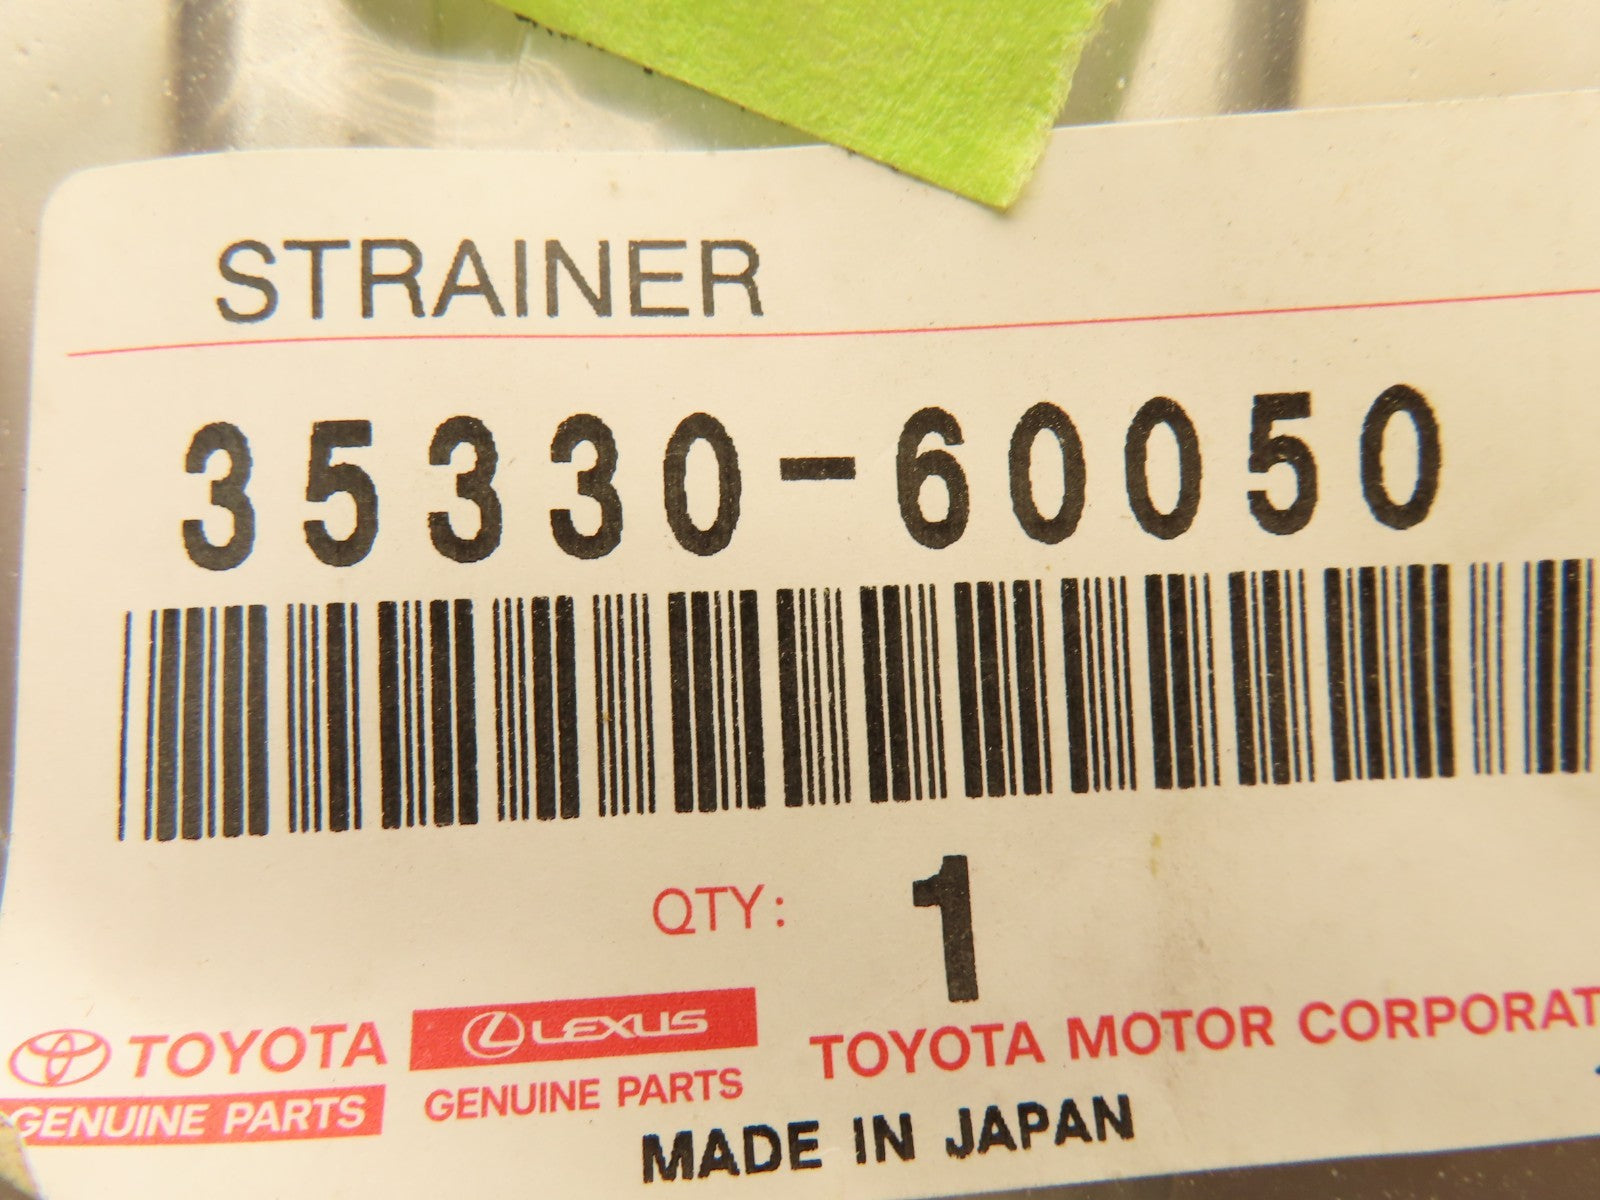 STRAINER
35330-60050
QTY: 1
TOYOTA
GENUINE PARTS
LEXUS
GENUINE PARTS
TOYOTA MOTOR CORPORAT
MADE IN JAPAN